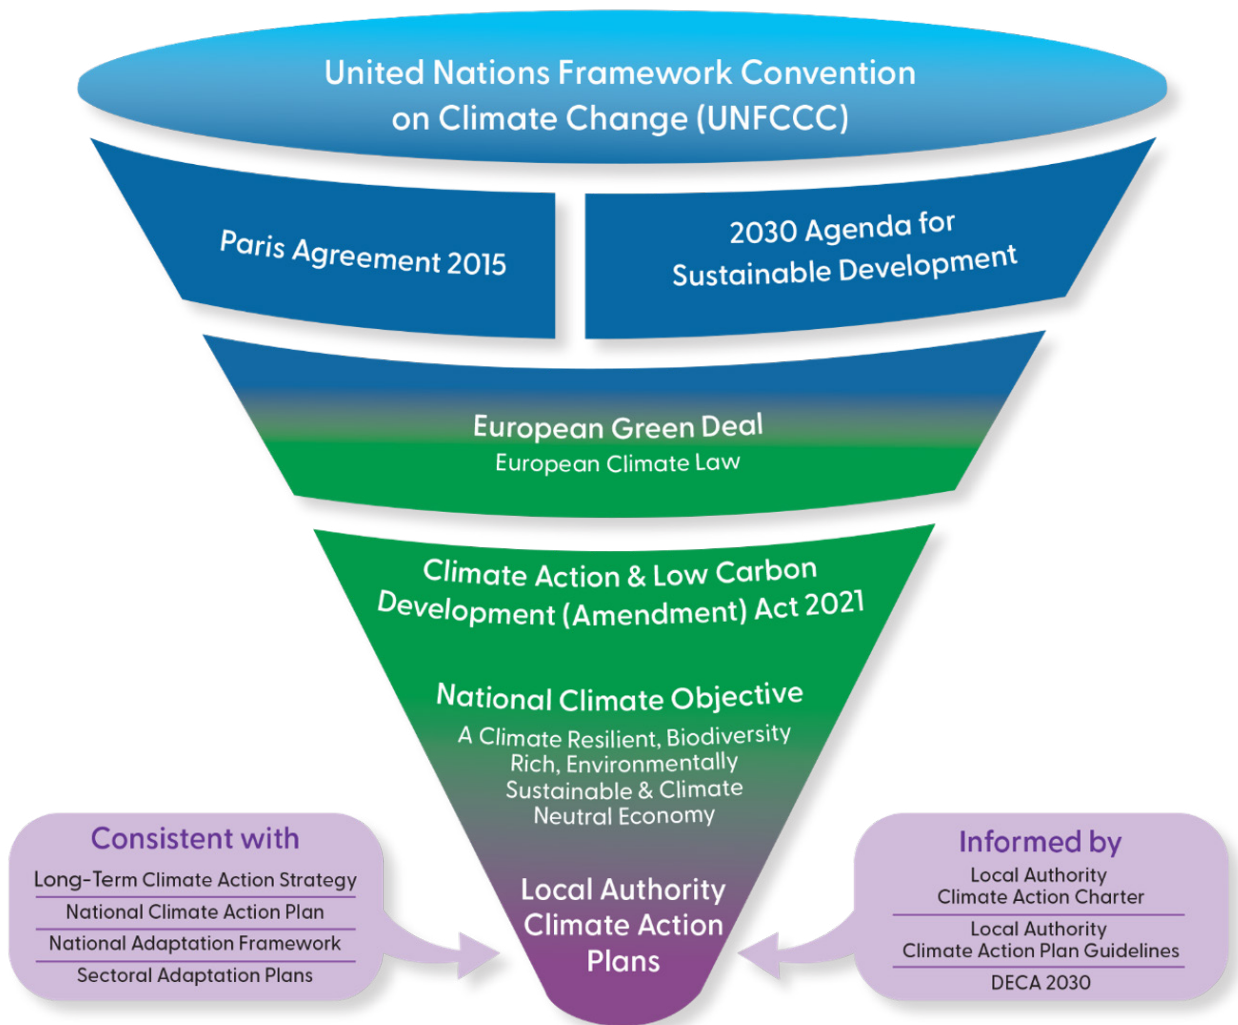 United Nations Framework Convention
on Climate Change (UNFCCC)
Paris Agreement 2015
2030 Agenda for
Sustainable Development
European Green Deal
European Climate Law
Climate Action & Low Carbon
Development (Amendment) Act 2021
National Climate Objective
A Climate Resilient, Biodiversity
Rich, Environmentally
Sustainable & Climate
Neutral Economy
Local Authority
Climate Action
Plans
Consistent with
Long-Term Climate Action Strategy
National Climate Action Plan
National Adaptation Framework
Sectoral Adaptation Plans
Informed by
Local Authority
Climate Action Charter
Local Authority
Climate Action Plan Guidelines
DECA 2030